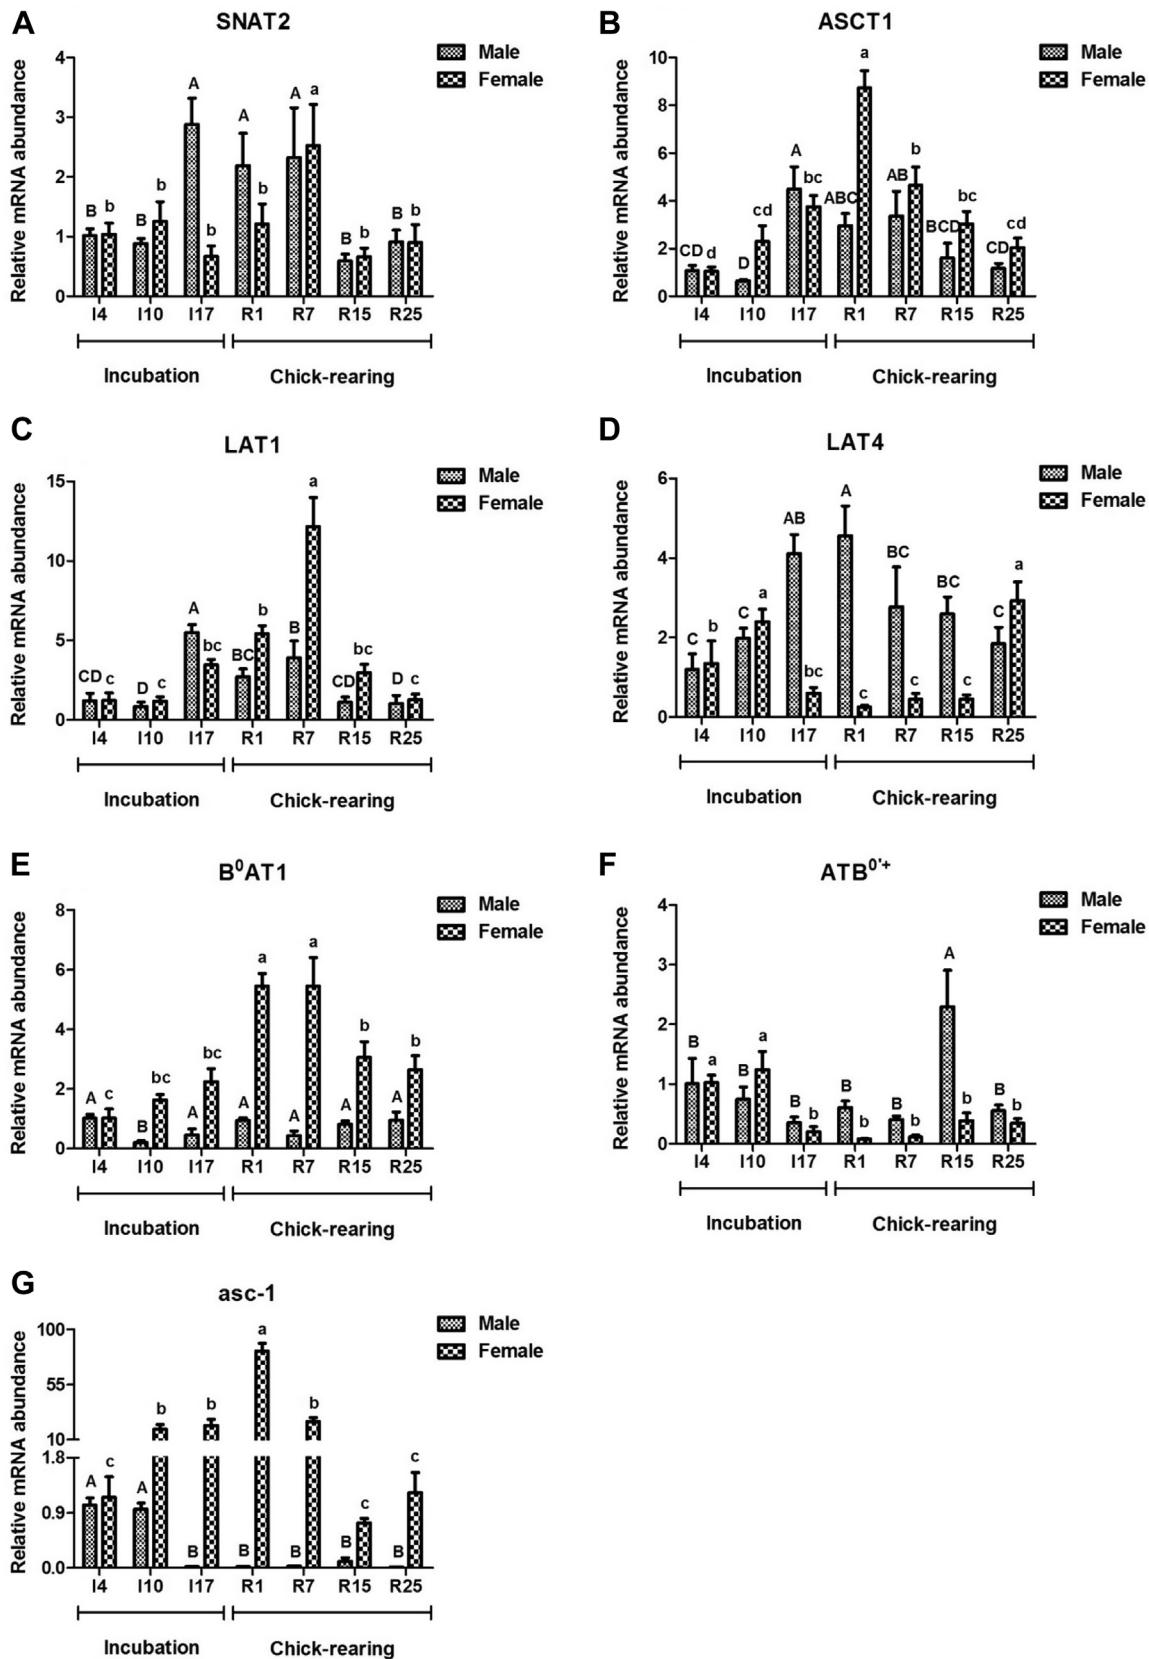 A
SNAT2
Male
Female
Relative mRNA abundance
4
3
2
1
0
B b B b A b A b A a B b B b
I4 I10 I17 R1 R7 R15 R25
Incubation Chick-rearing
B
ASCT1
Male
Female
Relative mRNA abundance
10
8
6
4
2
0
CD d D cd A bc ABC a AB b BCD bc CD cd
I4 I10 I17 R1 R7 R15 R25
Incubation Chick-rearing
C
LAT1
Male
Female
Relative mRNA abundance
15
10
5
0
CD c D c A bc BC b B a CD bc D c
I4 I10 I17 R1 R7 R15 R25
Incubation Chick-rearing
D
LAT4
Male
Female
Relative mRNA abundance
6
4
2
0
C b C a AB bc A c BC c BC c C a
I4 I10 I17 R1 R7 R15 R25
Incubation Chick-rearing
E
B⁰AT1
Male
Female
Relative mRNA abundance
8
6
4
2
0
A c B bc A bc A a A a A b A b
I4 I10 I17 R1 R7 R15 R25
Incubation Chick-rearing
F
ATB⁰'⁺
Male
Female
Relative mRNA abundance
4
3
2
1
0
B a B a B b B b B b A b B b
I4 I10 I17 R1 R7 R15 R25
Incubation Chick-rearing
G
asc-1
Male
Female
Relative mRNA abundance
100
55
10
1.8
0.9
0.0
A c A b B b B a B b B c B c
I4 I10 I17 R1 R7 R15 R25
Incubation Chick-rearing